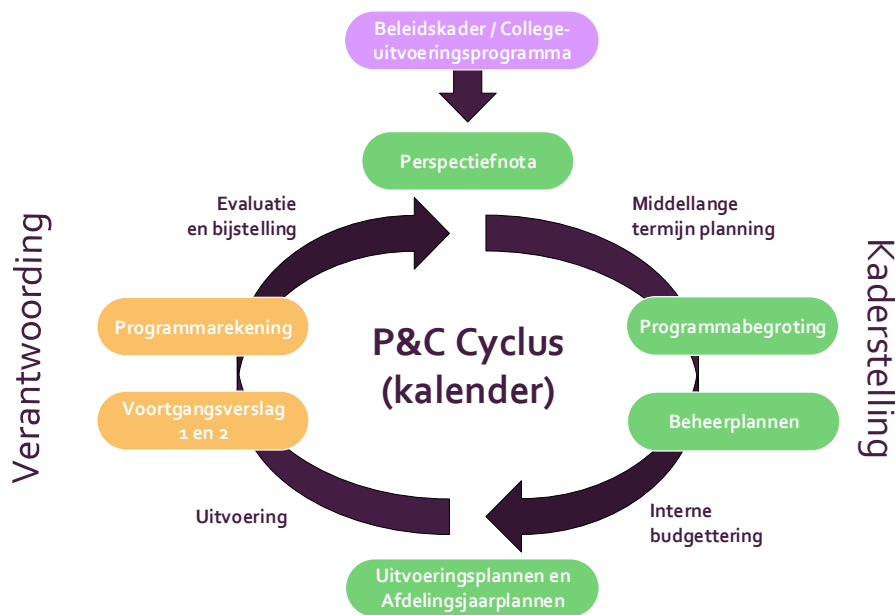 Beleidskader / College-
uitvoeringsprogramma
Perspectiefnota
Evaluatie
en bijstelling
Middellange
termijn planning
Verantwoording
Kaderstelling
Programmarekening
P&C Cyclus
(kalender)
Programmabegroting
Voortgangsverslag
1 en 2
Beheerplannen
Uitvoering
Interne
budgettering
Uitvoeringsplannen en
Afdelingsjaarplannen